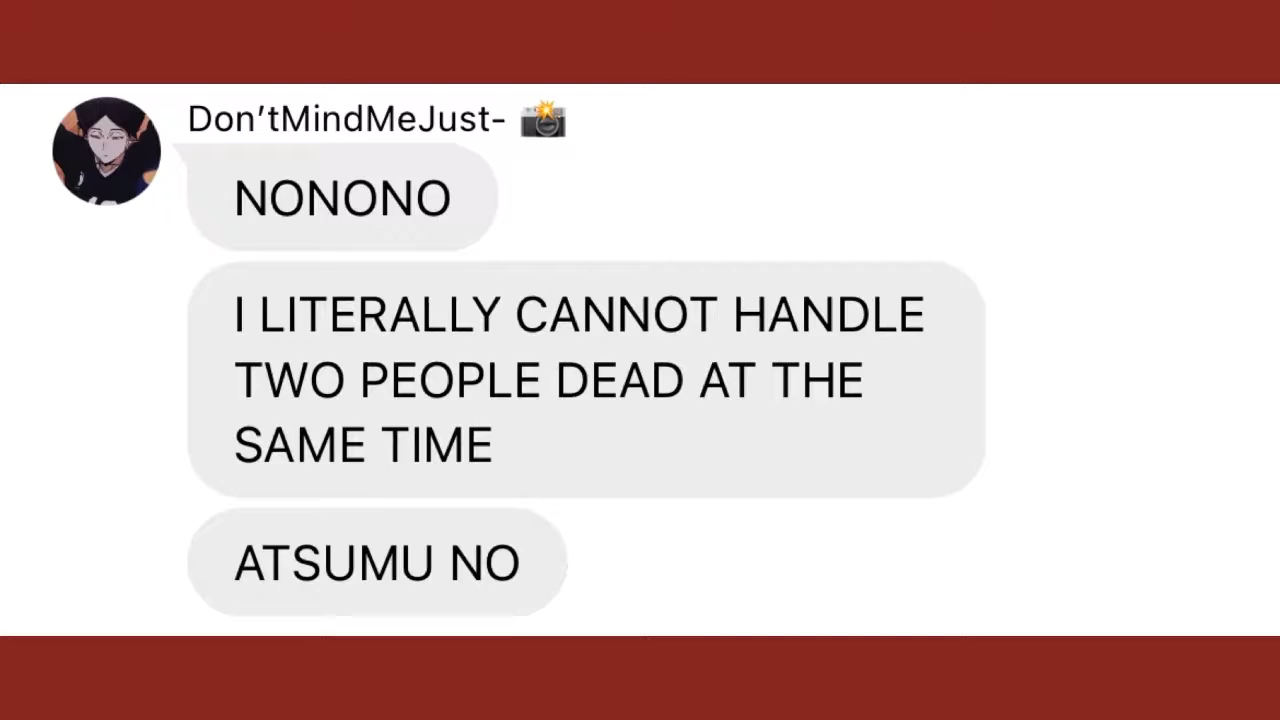 Don’tMindMeJust- 📸
NONONO
I LITERALLY CANNOT HANDLE
TWO PEOPLE DEAD AT THE
SAME TIME
ATSUMU NO